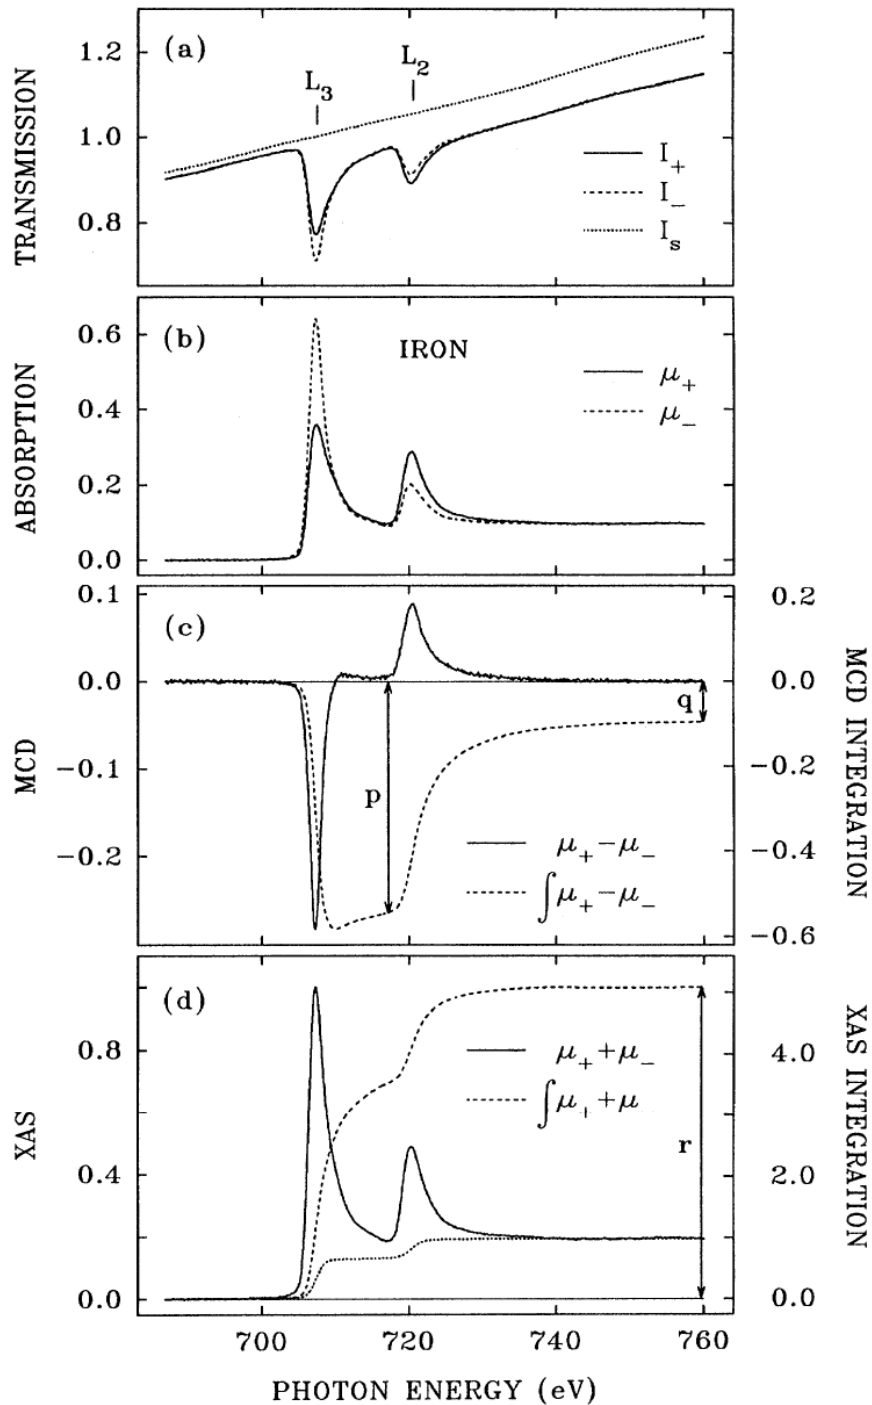 (a)
L₃
L₂
I₊
I₋
Iₛ
1.2
1.0
0.8
TRANSMISSION
(b)
IRON
μ₊
μ₋
0.6
0.4
0.2
0.0
ABSORPTION
(c)
0.1
0.0
−0.1
−0.2
MCD
p
q
μ₊−μ₋
∫μ₊−μ₋
0.2
0.0
−0.2
−0.4
−0.6
MCD INTEGRATION
(d)
0.8
0.4
0.0
XAS
μ₊+μ₋
∫μ₊+μ
r
4.0
2.0
0.0
XAS INTEGRATION
700 720 740 760
PHOTON ENERGY (eV)